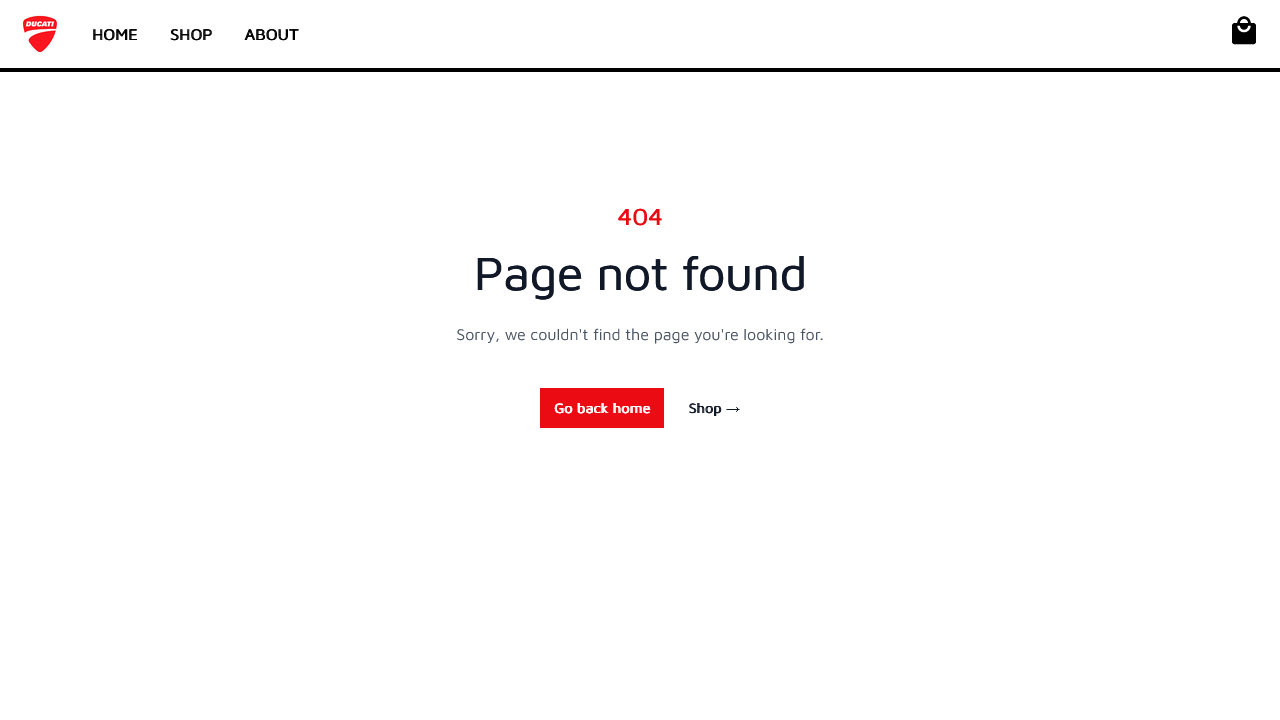 DUCATI
HOME SHOP ABOUT
404
Page not found
Sorry, we couldn't find the page you're looking for.
Go back home Shop →